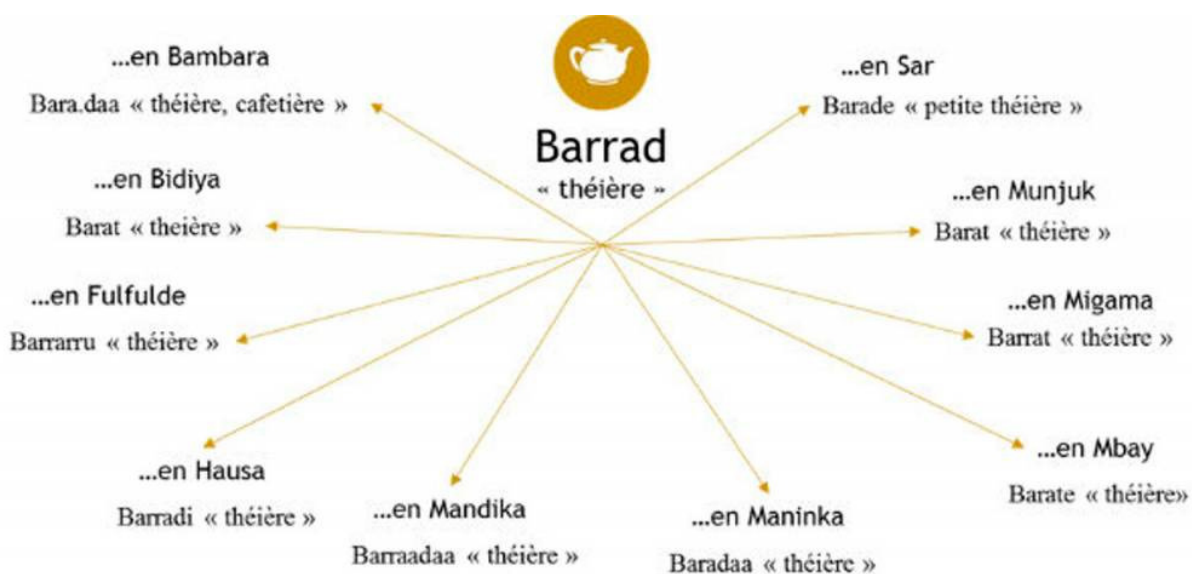 ...en Bambara
Bara.daa « théière, cafetière »
...en Bidiya
Barat « theière »
...en Fulfulde
Barrarru « théière »
...en Hausa
Barradi « théière »
...en Mandika
Barraadaa « théière »
Barrad
« théière »
...en Sar
Barade « petite théière »
...en Munjuk
Barat « théière »
...en Migama
Barrat « théière »
...en Mbay
Barate « théière»
...en Maninka
Baradaa « théière »